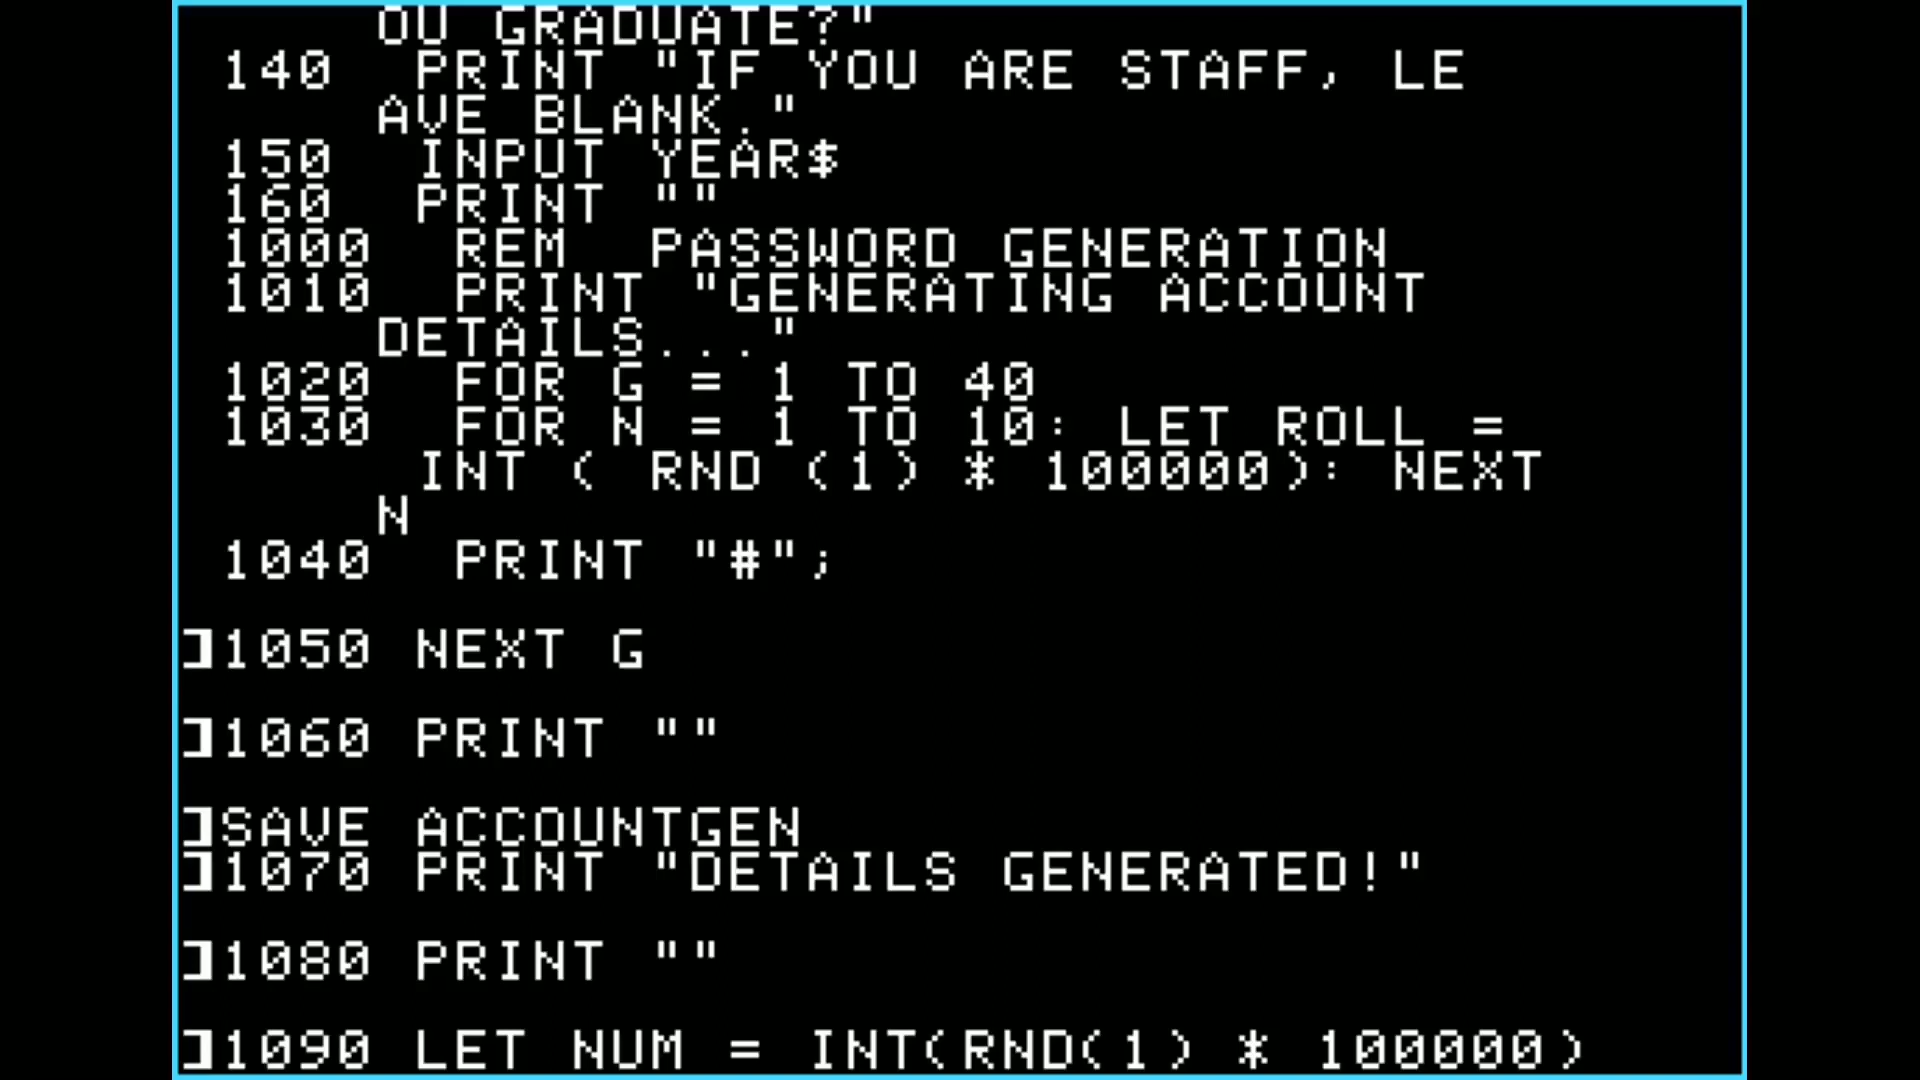 OU GRADUATE?"
140  PRINT "IF YOU ARE STAFF, LE
AVE BLANK."
150  INPUT YEAR$
160  PRINT ""
1000  REM  PASSWORD GENERATION
1010  PRINT "GENERATING ACCOUNT
DETAILS..."
1020  FOR G = 1 TO 40
1030  FOR N = 1 TO 10: LET ROLL =
INT ( RND (1) * 100000): NEXT
N
1040  PRINT "#";
]1050 NEXT G
]1060 PRINT ""
]SAVE ACCOUNTGEN
]1070 PRINT "DETAILS GENERATED!"
]1080 PRINT ""
]1090 LET NUM = INT(RND(1) * 100000)